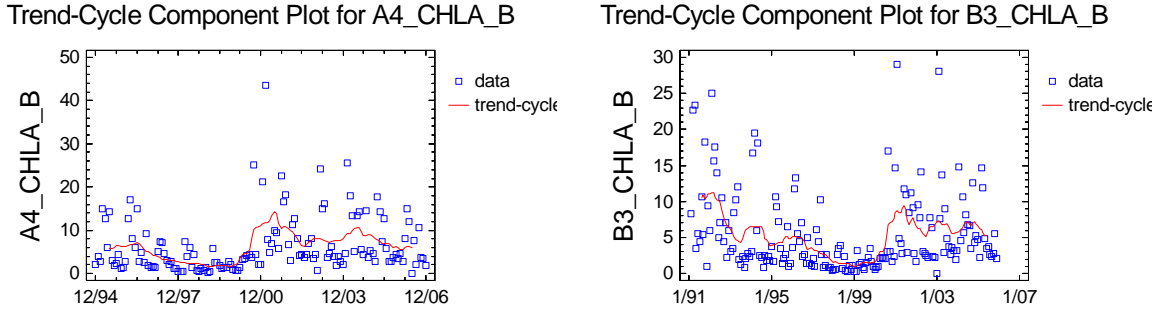 Trend-Cycle Component Plot for A4_CHLA_B
A4_CHLA_B
50
40
30
20
10
0
12/94
12/97
12/00
12/03
12/06
data
trend-cycle
Trend-Cycle Component Plot for B3_CHLA_B
B3_CHLA_B
30
25
20
15
10
5
0
1/91
1/95
1/99
1/03
1/07
data
trend-cycle